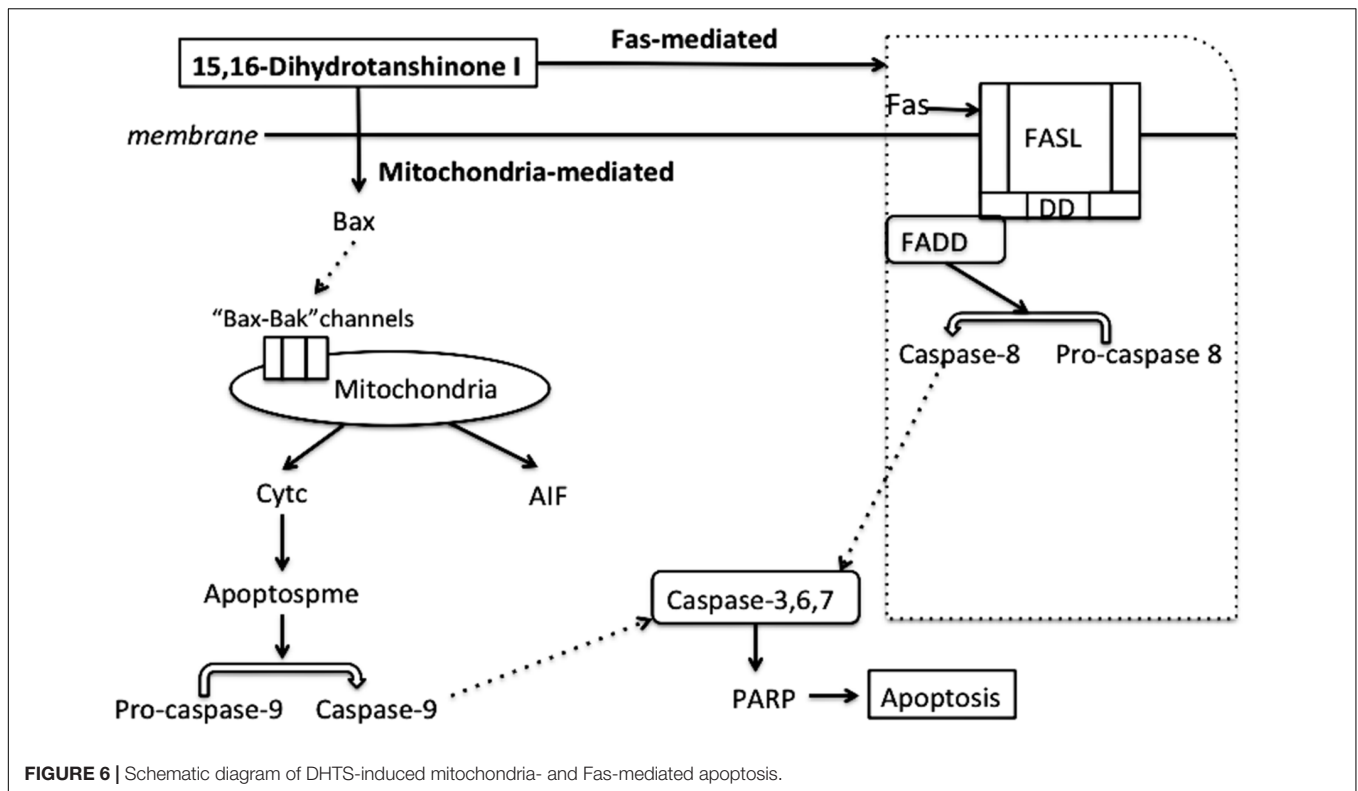 Fas-mediated
15,16-Dihydrotanshinone I
Fas
membrane
FASL
Mitochondria-mediated
DD
Bax
FADD
“Bax-Bak”channels
Caspase-8
Pro-caspase 8
Mitochondria
Cytc
AIF
Apoptospme
Caspase-3,6,7
Pro-caspase-9
Caspase-9
PARP
Apoptosis
FIGURE 6 | Schematic diagram of DHTS-induced mitochondria- and Fas-mediated apoptosis.